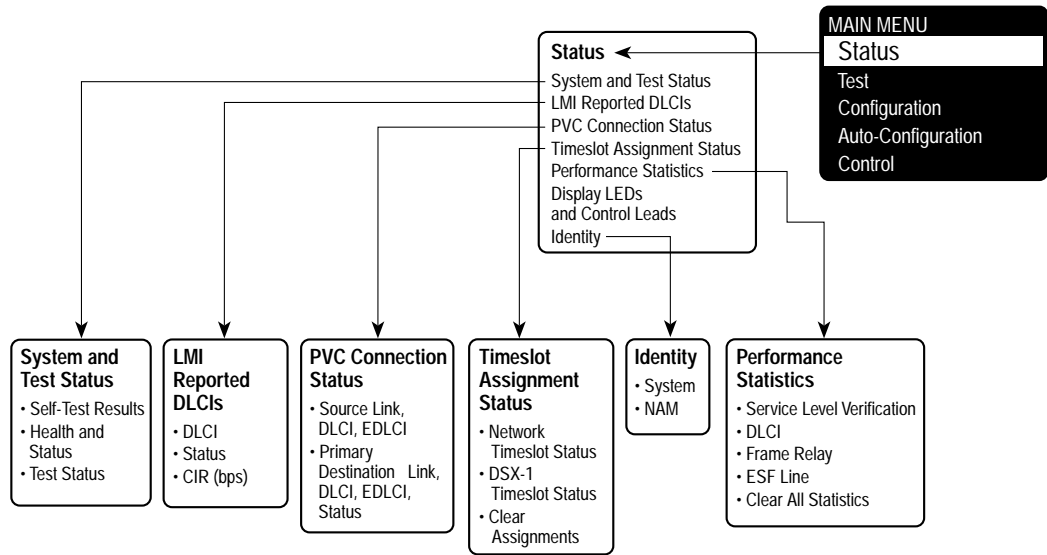 MAIN MENU
Status
Test
Configuration
Auto-Configuration
Control
Status
System and Test Status
LMI Reported DLCIs
PVC Connection Status
Timeslot Assignment Status
Performance Statistics
Display LEDs
and Control Leads
Identity
System and
Test Status
• Self-Test Results
• Health and
Status
• Test Status
LMI
Reported
DLCIs
• DLCI
• Status
• CIR (bps)
PVC Connection
Status
• Source Link,
DLCI, EDLCI
• Primary
Destination Link,
DLCI, EDLCI,
Status
Timeslot
Assignment
Status
• Network
Timeslot Status
• DSX-1
Timeslot Status
• Clear
Assignments
Identity
• System
• NAM
Performance
Statistics
• Service Level Verification
• DLCI
• Frame Relay
• ESF Line
• Clear All Statistics